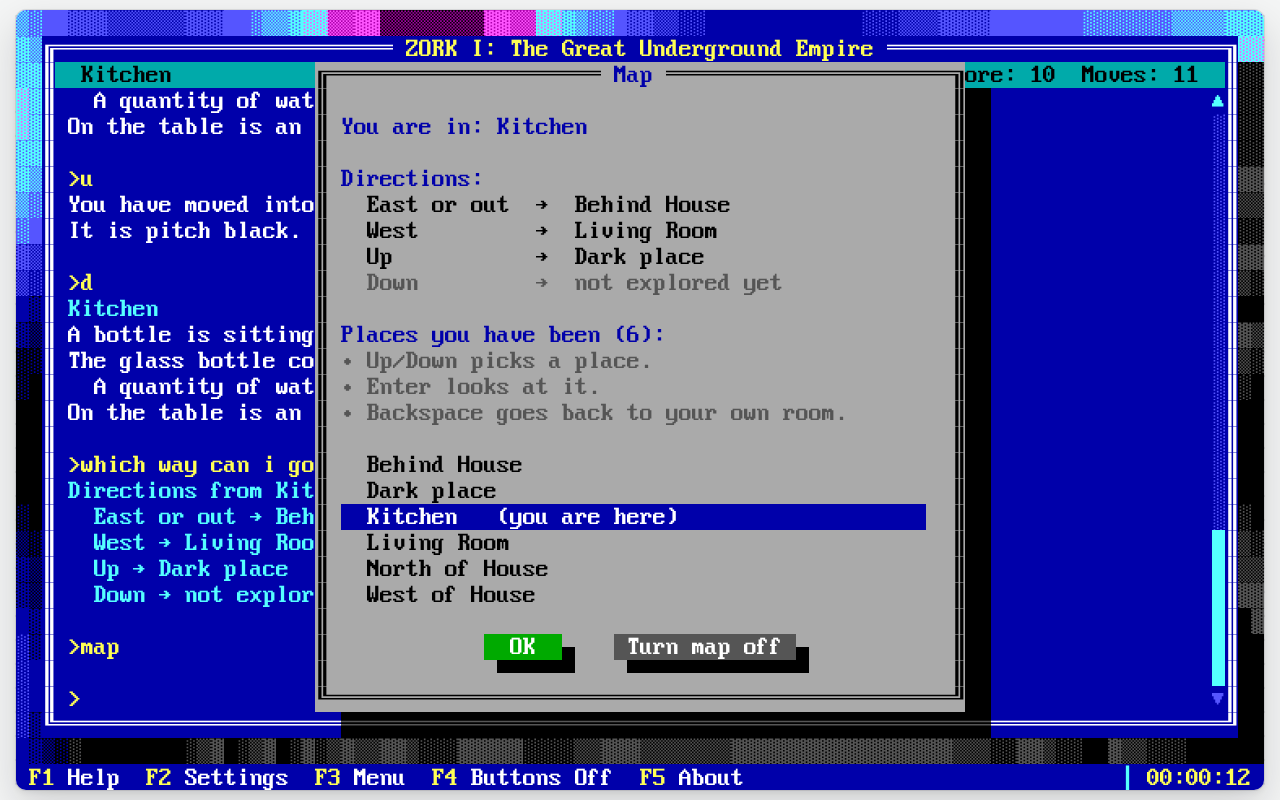 ZORK I: The Great Underground Empire
Kitchen
ore: 10 Moves: 11
A quantity of wat
On the table is an
>u
You have moved into
It is pitch black.
>d
Kitchen
A bottle is sitting
The glass bottle co
A quantity of wat
On the table is an
>which way can i go
Directions from Kit
East or out → Beh
West → Living Roo
Up → Dark place
Down → not explor
>map
>
Map
You are in: Kitchen
Directions:
East or out → Behind House
West → Living Room
Up → Dark place
Down → not explored yet
Places you have been (6):
• Up/Down picks a place.
• Enter looks at it.
• Backspace goes back to your own room.
Behind House
Dark place
Kitchen (you are here)
Living Room
North of House
West of House
OK Turn map off
F1 Help F2 Settings F3 Menu F4 Buttons Off F5 About 00:00:12